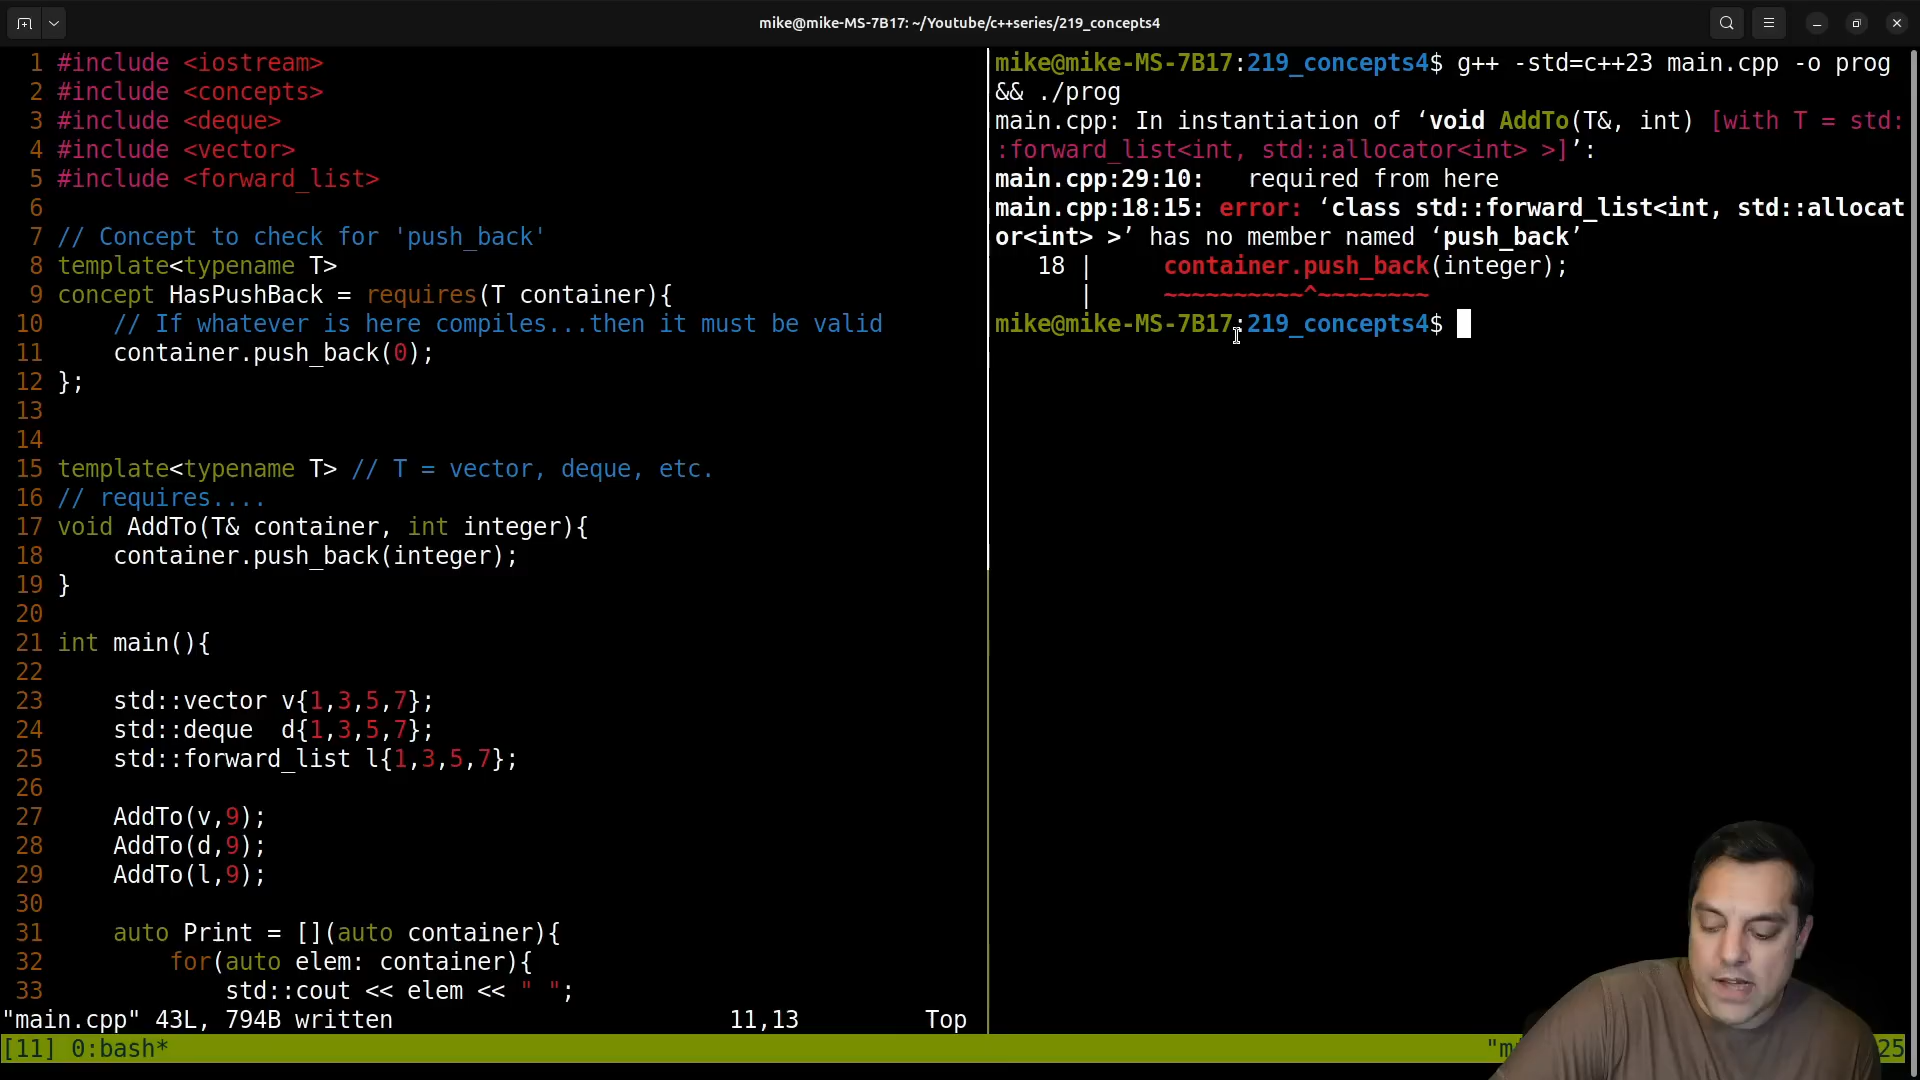 mike@mike-MS-7B17: ~/Youtube/c++series/219_concepts4
1 #include <iostream>
2 #include <concepts>
3 #include <deque>
4 #include <vector>
5 #include <forward_list>
6
7 // Concept to check for 'push_back'
8 template<typename T>
9 concept HasPushBack = requires(T container){
10     // If whatever is here compiles...then it must be valid
11     container.push_back(0);
12 };
13
14
15 template<typename T> // T = vector, deque, etc.
16 // requires....
17 void AddTo(T& container, int integer){
18     container.push_back(integer);
19 }
20
21 int main(){
22
23     std::vector v{1,3,5,7};
24     std::deque  d{1,3,5,7};
25     std::forward_list l{1,3,5,7};
26
27     AddTo(v,9);
28     AddTo(d,9);
29     AddTo(l,9);
30
31     auto Print = [](auto container){
32         for(auto elem: container){
33             std::cout << elem << " ";
"main.cpp" 43L, 794B written 11,13 Top
mike@mike-MS-7B17:219_concepts4$ g++ -std=c++23 main.cpp -o prog
&& ./prog
main.cpp: In instantiation of ‘void AddTo(T&, int) [with T = std:
:forward_list<int, std::allocator<int> >]’:
main.cpp:29:10:   required from here
main.cpp:18:15: error: ‘class std::forward_list<int, std::allocat
or<int> >’ has no member named ‘push_back’
   18 |     container.push_back(integer);
      |     ~~~~~~~~~~^~~~~~~~~
mike@mike-MS-7B17:219_concepts4$
[11] 0:bash* 25